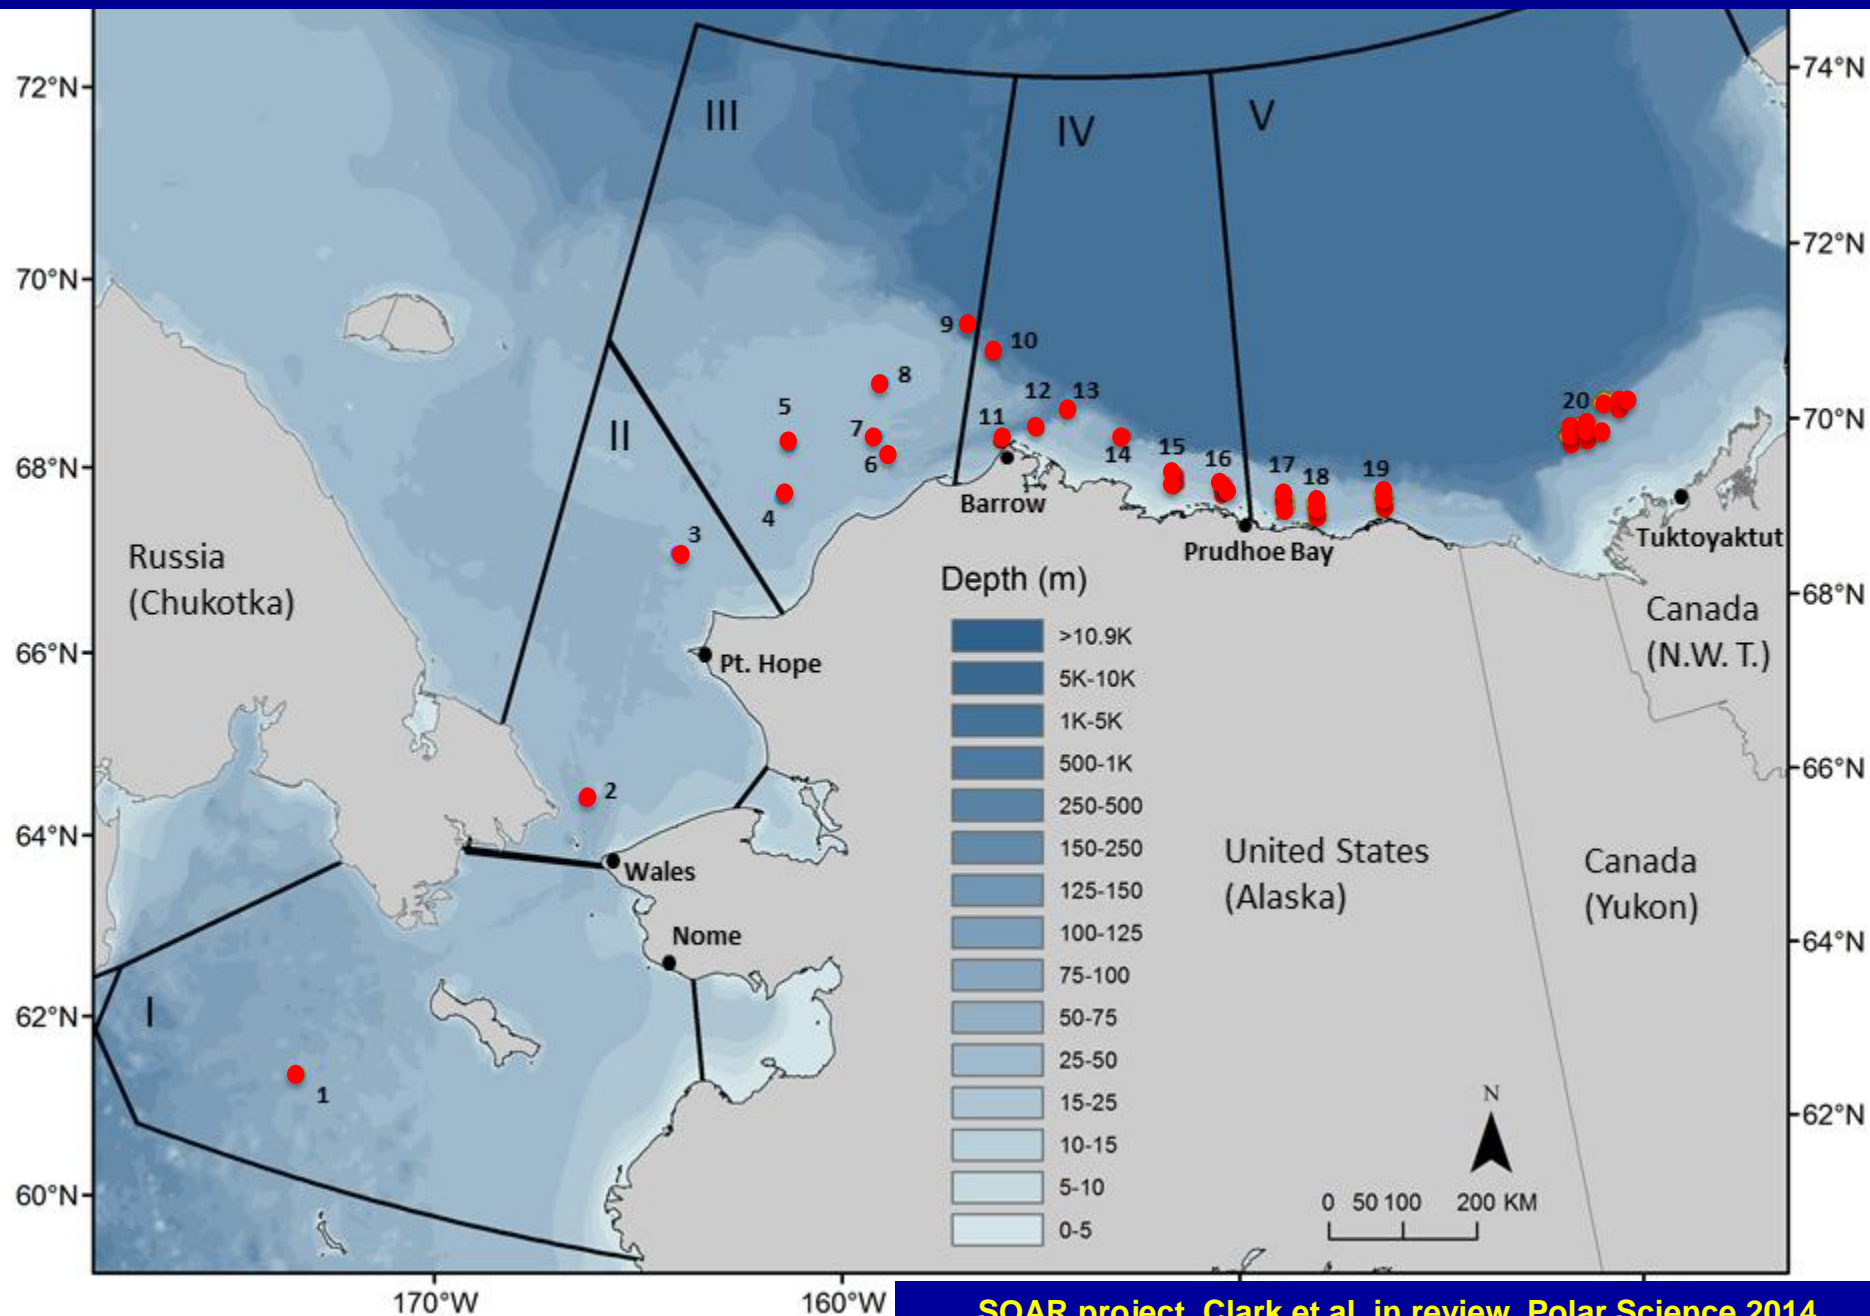 72°N
70°N
68°N
66°N
64°N
62°N
60°N
74°N
72°N
70°N
68°N
66°N
64°N
62°N
170°W
160°W
III
IV
V
II
I
9
10
8
12
13
5
7
11
6
14
15
16
17
18
19
20
4
3
2
1
Barrow
Prudhoe Bay
Tuktoyaktut
Russia
(Chukotka)
Pt. Hope
Wales
Nome
Canada
(N.W. T.)
United States
(Alaska)
Canada
(Yukon)
Depth (m)
>10.9K
5K-10K
1K-5K
500-1K
250-500
150-250
125-150
100-125
75-100
50-75
25-50
15-25
10-15
5-10
0-5
N
0 50 100 200 KM
SOAR project, Clark et al. in review, Polar Science 2014